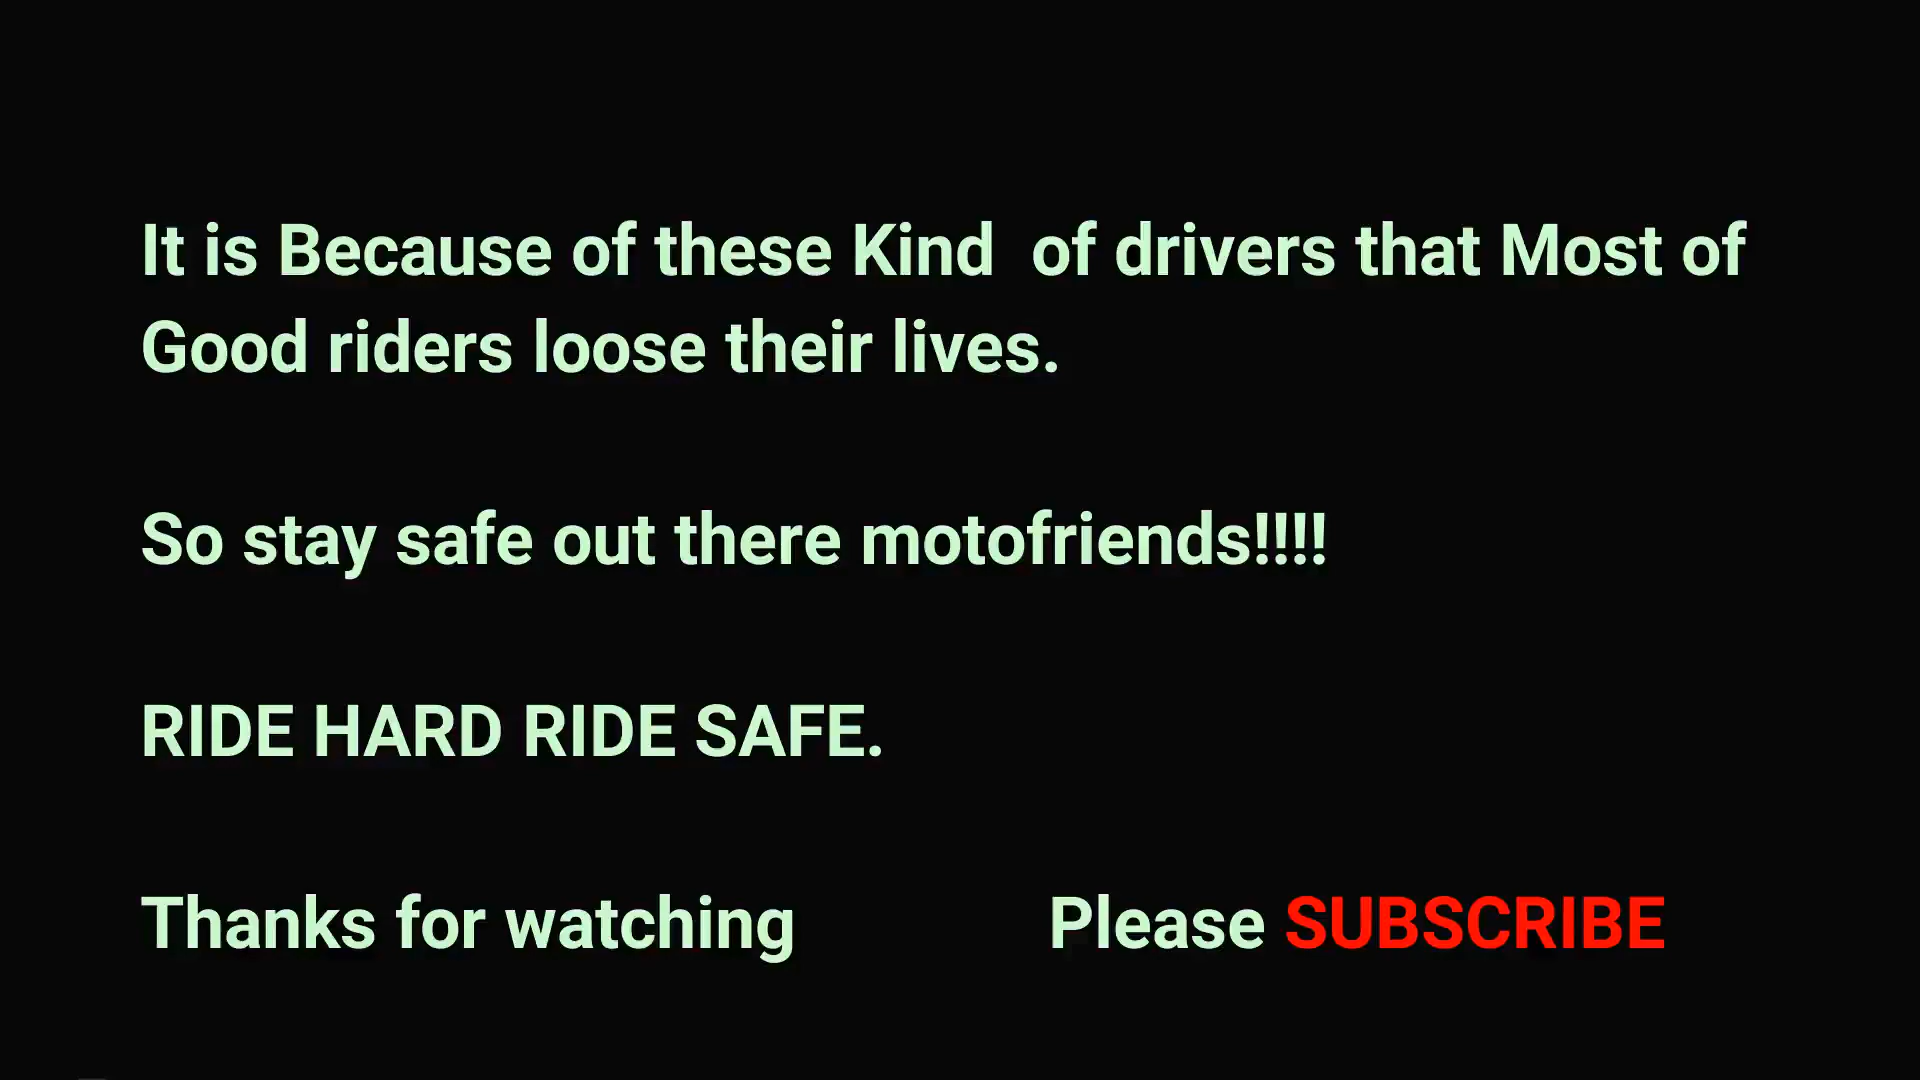 It is Because of these Kind  of drivers that Most of
Good riders loose their lives.
So stay safe out there motofriends!!!!
RIDE HARD RIDE SAFE.
Thanks for watching Please SUBSCRIBE